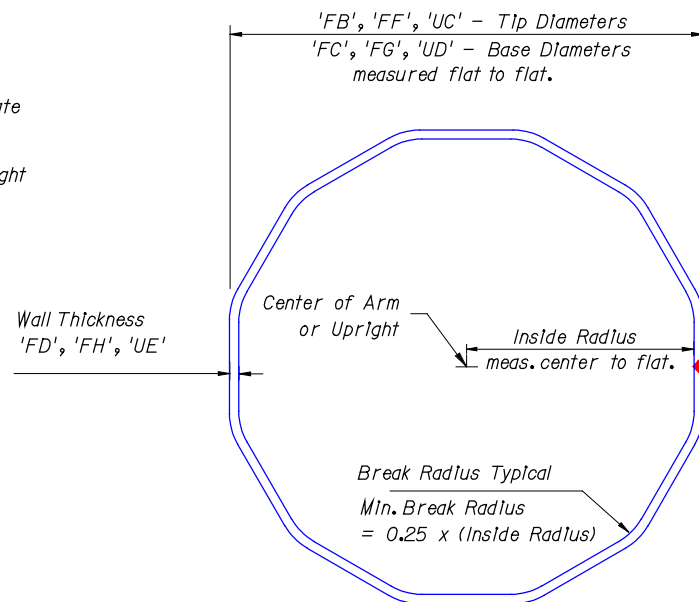 'FB', 'FF', 'UC' - Tip Diameters
'FC', 'FG', 'UD' - Base Diameters
measured flat to flat.
Center of Arm
or Upright
Wall Thickness
'FD', 'FH', 'UE'
Inside Radius
meas. center to flat.
Break Radius Typical
Min. Break Radius
= 0.25 x (Inside Radius)